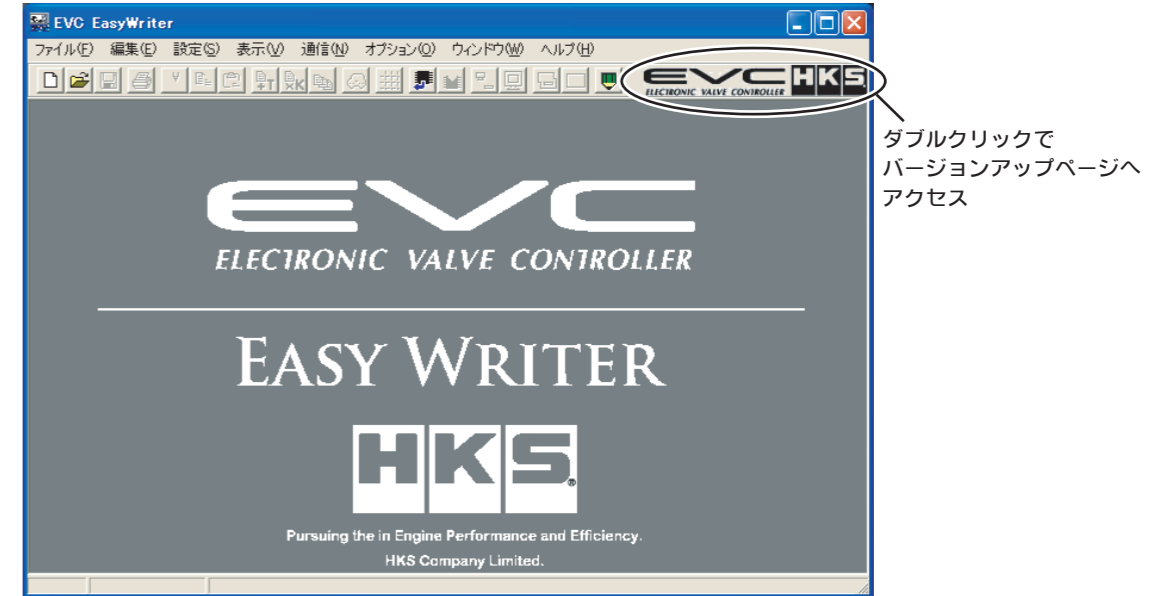 EVC EasyWriter
ファイル(F) 編集(E) 設定(S) 表示(V) 通信(N) オプション(O) ウィンドウ(W) ヘルプ(H)
EVC HKS
ELECTRONIC VALVE CONTROLLER
ダブルクリックで
バージョンアップページへ
アクセス
EVC
ELECTRONIC VALVE CONTROLLER
EASY WRITER
HKS®
Pursuing the in Engine Performance and Efficiency.
HKS Company Limited.